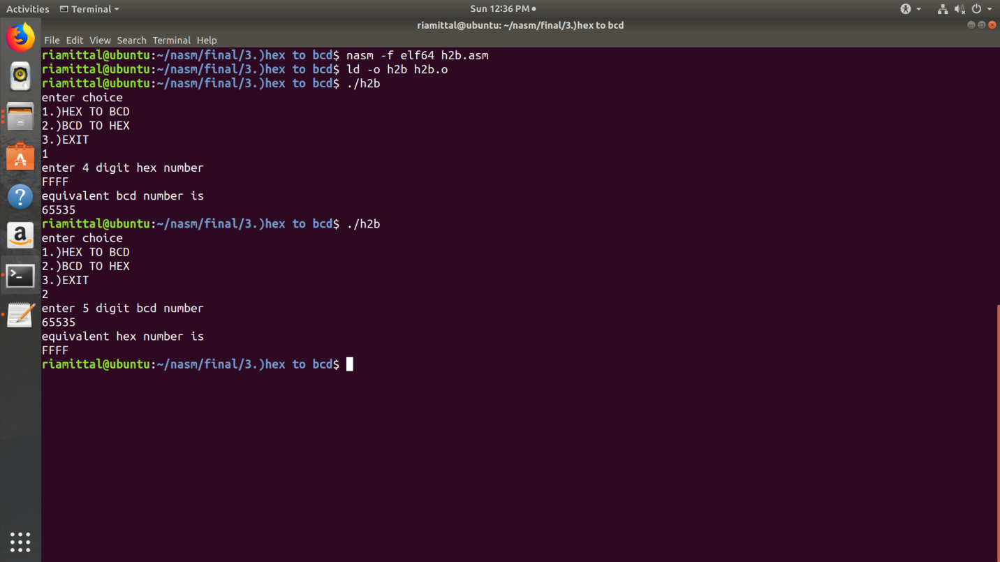 Activities Terminal Sun 12:36 PM
riamittal@ubuntu: ~/nasm/final/3.)hex to bcd
File Edit View Search Terminal Help
riamittal@ubuntu:~/nasm/final/3.)hex to bcd$ nasm -f elf64 h2b.asm
riamittal@ubuntu:~/nasm/final/3.)hex to bcd$ ld -o h2b h2b.o
riamittal@ubuntu:~/nasm/final/3.)hex to bcd$ ./h2b
enter choice
1.)HEX TO BCD
2.)BCD TO HEX
3.)EXIT
1
enter 4 digit hex number
FFFF
equivalent bcd number is
65535
riamittal@ubuntu:~/nasm/final/3.)hex to bcd$ ./h2b
enter choice
1.)HEX TO BCD
2.)BCD TO HEX
3.)EXIT
2
enter 5 digit bcd number
65535
equivalent hex number is
FFFF
riamittal@ubuntu:~/nasm/final/3.)hex to bcd$